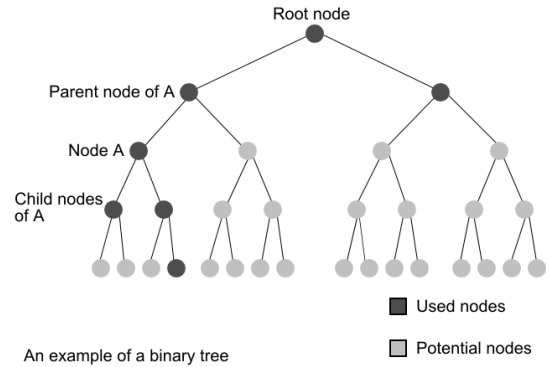 Root node
Parent node of A
Node A
Child nodes
of A
Used nodes
Potential nodes
An example of a binary tree